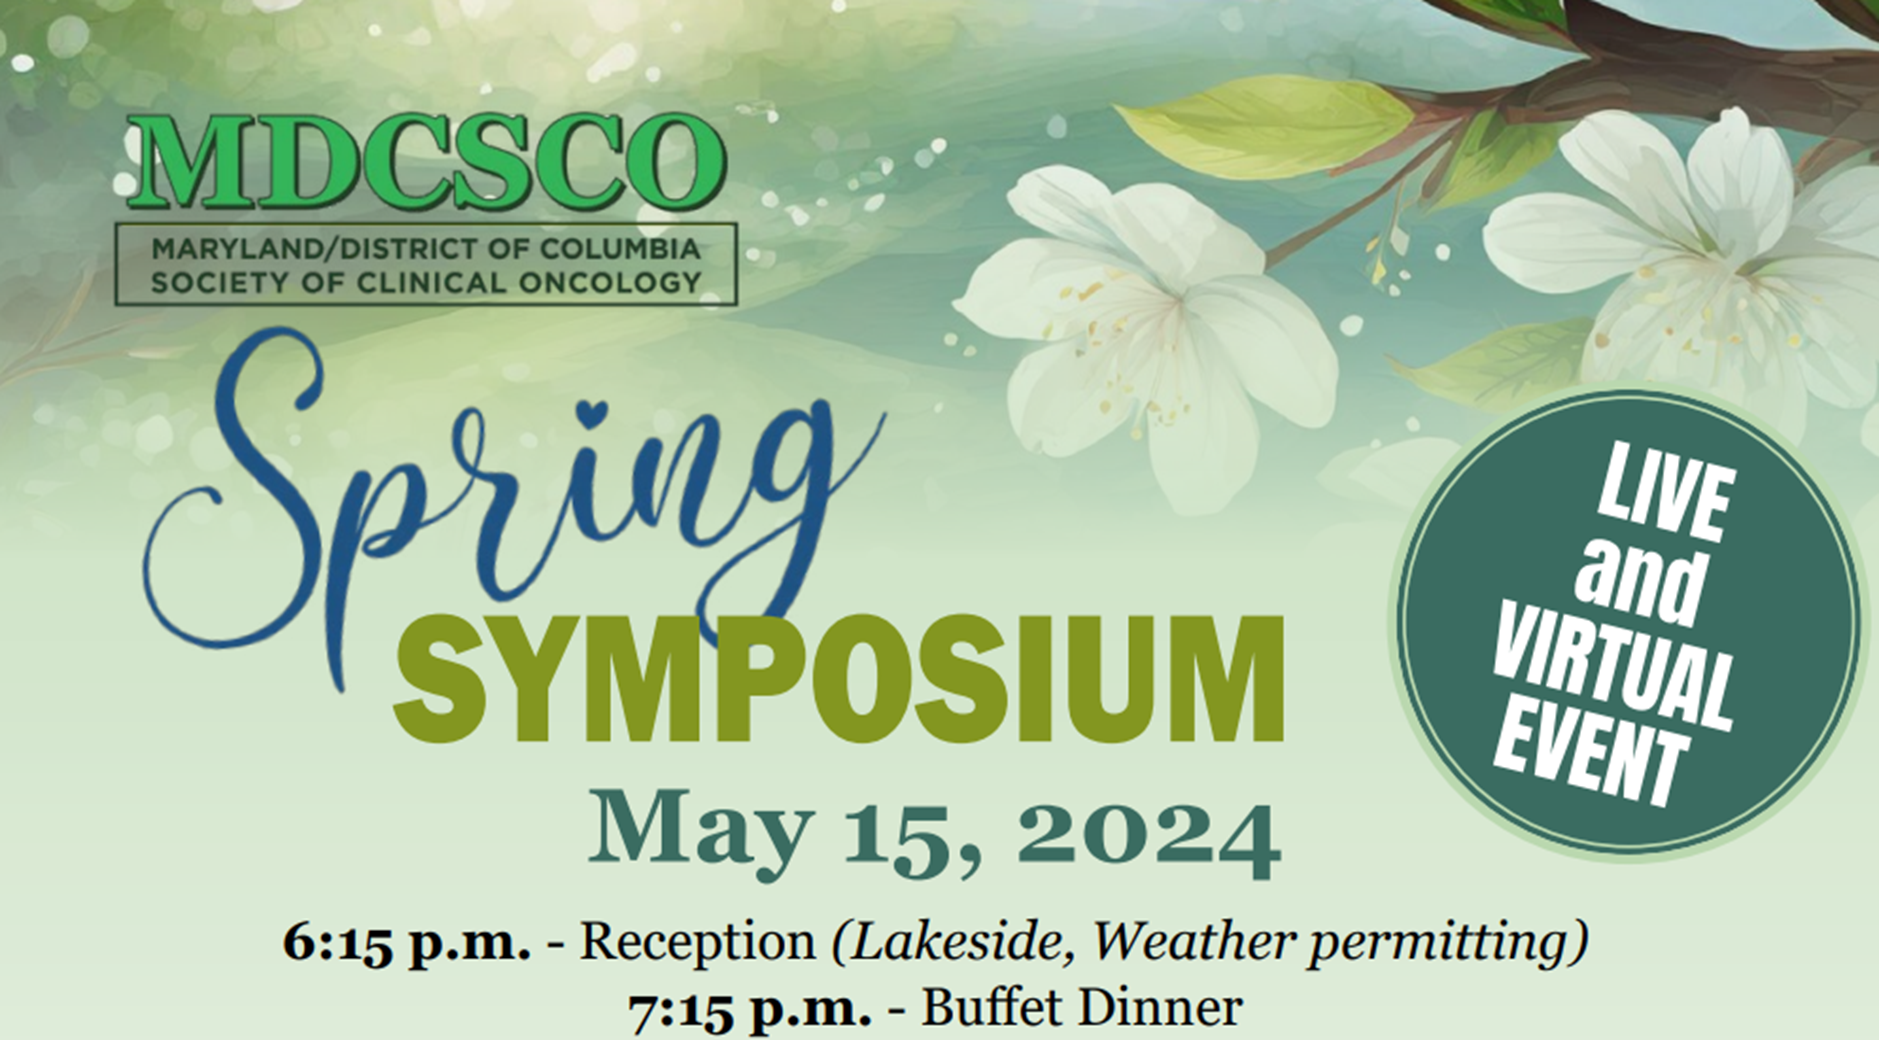 MDCSCO
MARYLAND/DISTRICT OF COLUMBIA
SOCIETY OF CLINICAL ONCOLOGY
Spring
SYMPOSIUM
LIVE
and
VIRTUAL
EVENT
May 15, 2024
6:15 p.m. - Reception (Lakeside, Weather permitting)
7:15 p.m. - Buffet Dinner